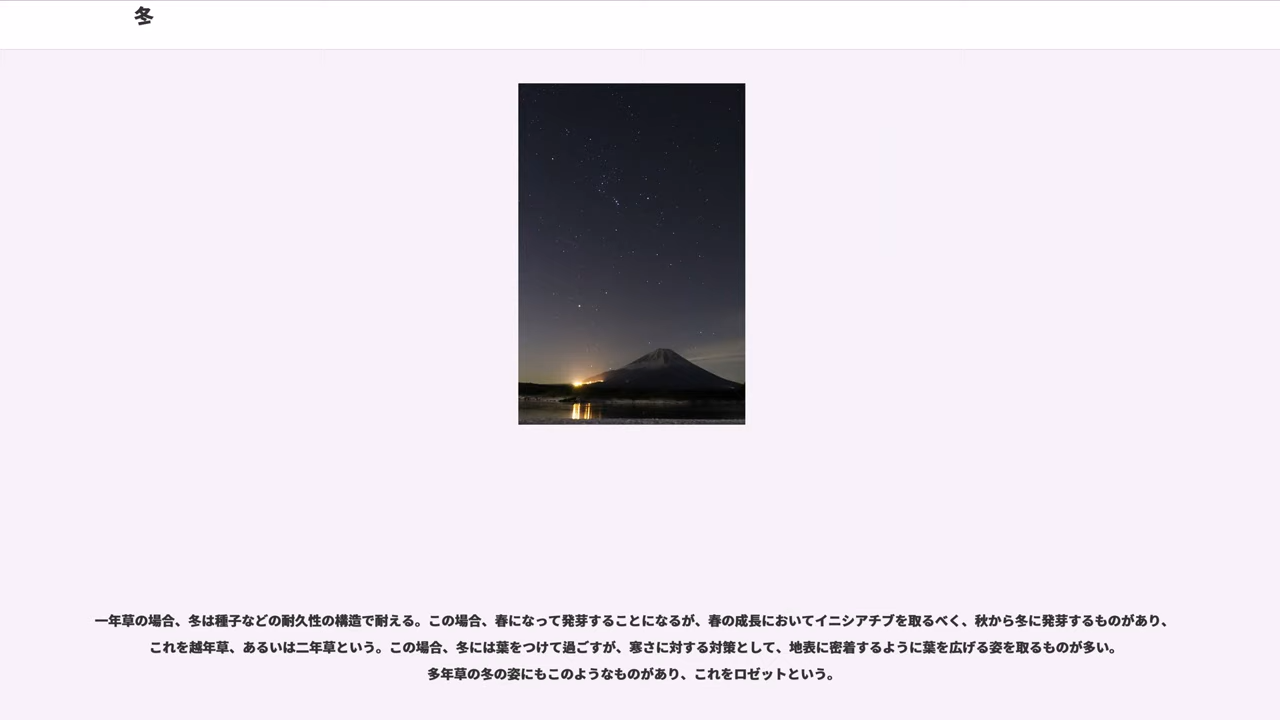 冬
一年草の場合、冬は種子などの耐久性の構造で耐える。この場合、春になって発芽することになるが、春の成長においてイニシアチブを取るべく、秋から冬に発芽するものがあり、
これを越年草、あるいは二年草という。この場合、冬には葉をつけて過ごすが、寒さに対する対策として、地表に密着するように葉を広げる姿を取るものが多い。
多年草の冬の姿にもこのようなものがあり、これをロゼットという。